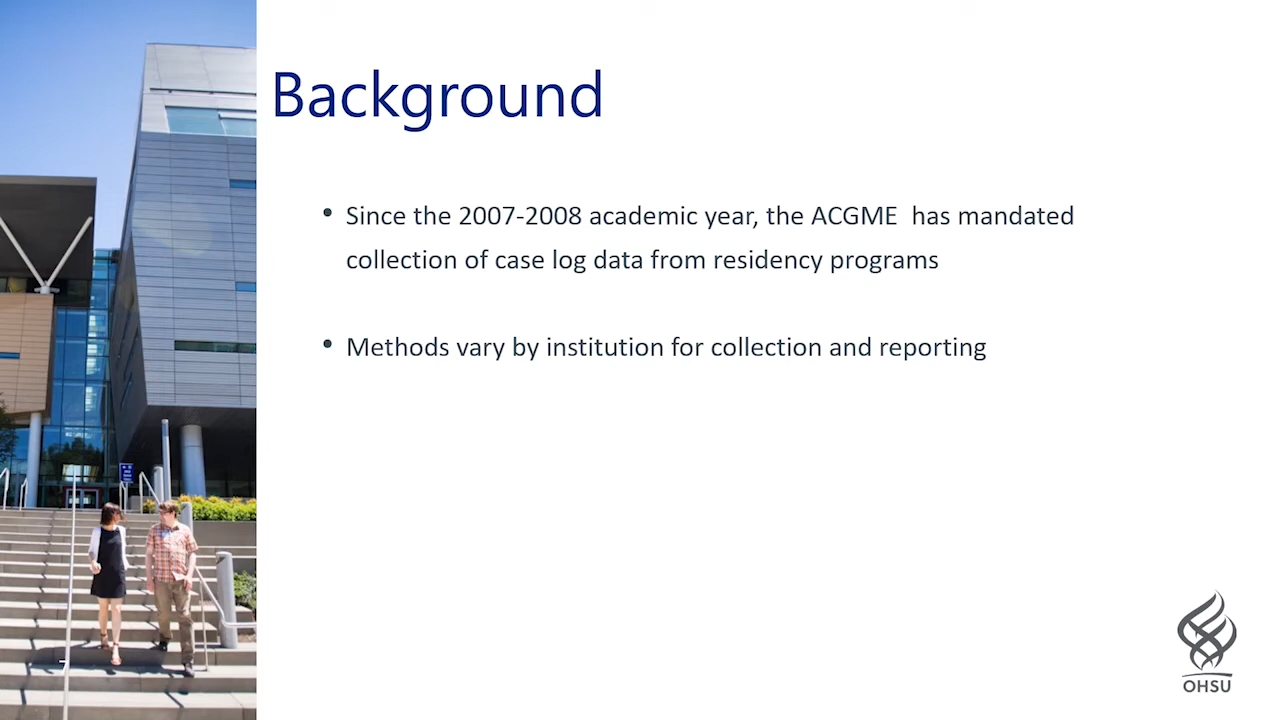 Background
• Since the 2007-2008 academic year, the ACGME  has mandated
collection of case log data from residency programs
• Methods vary by institution for collection and reporting
OHSU